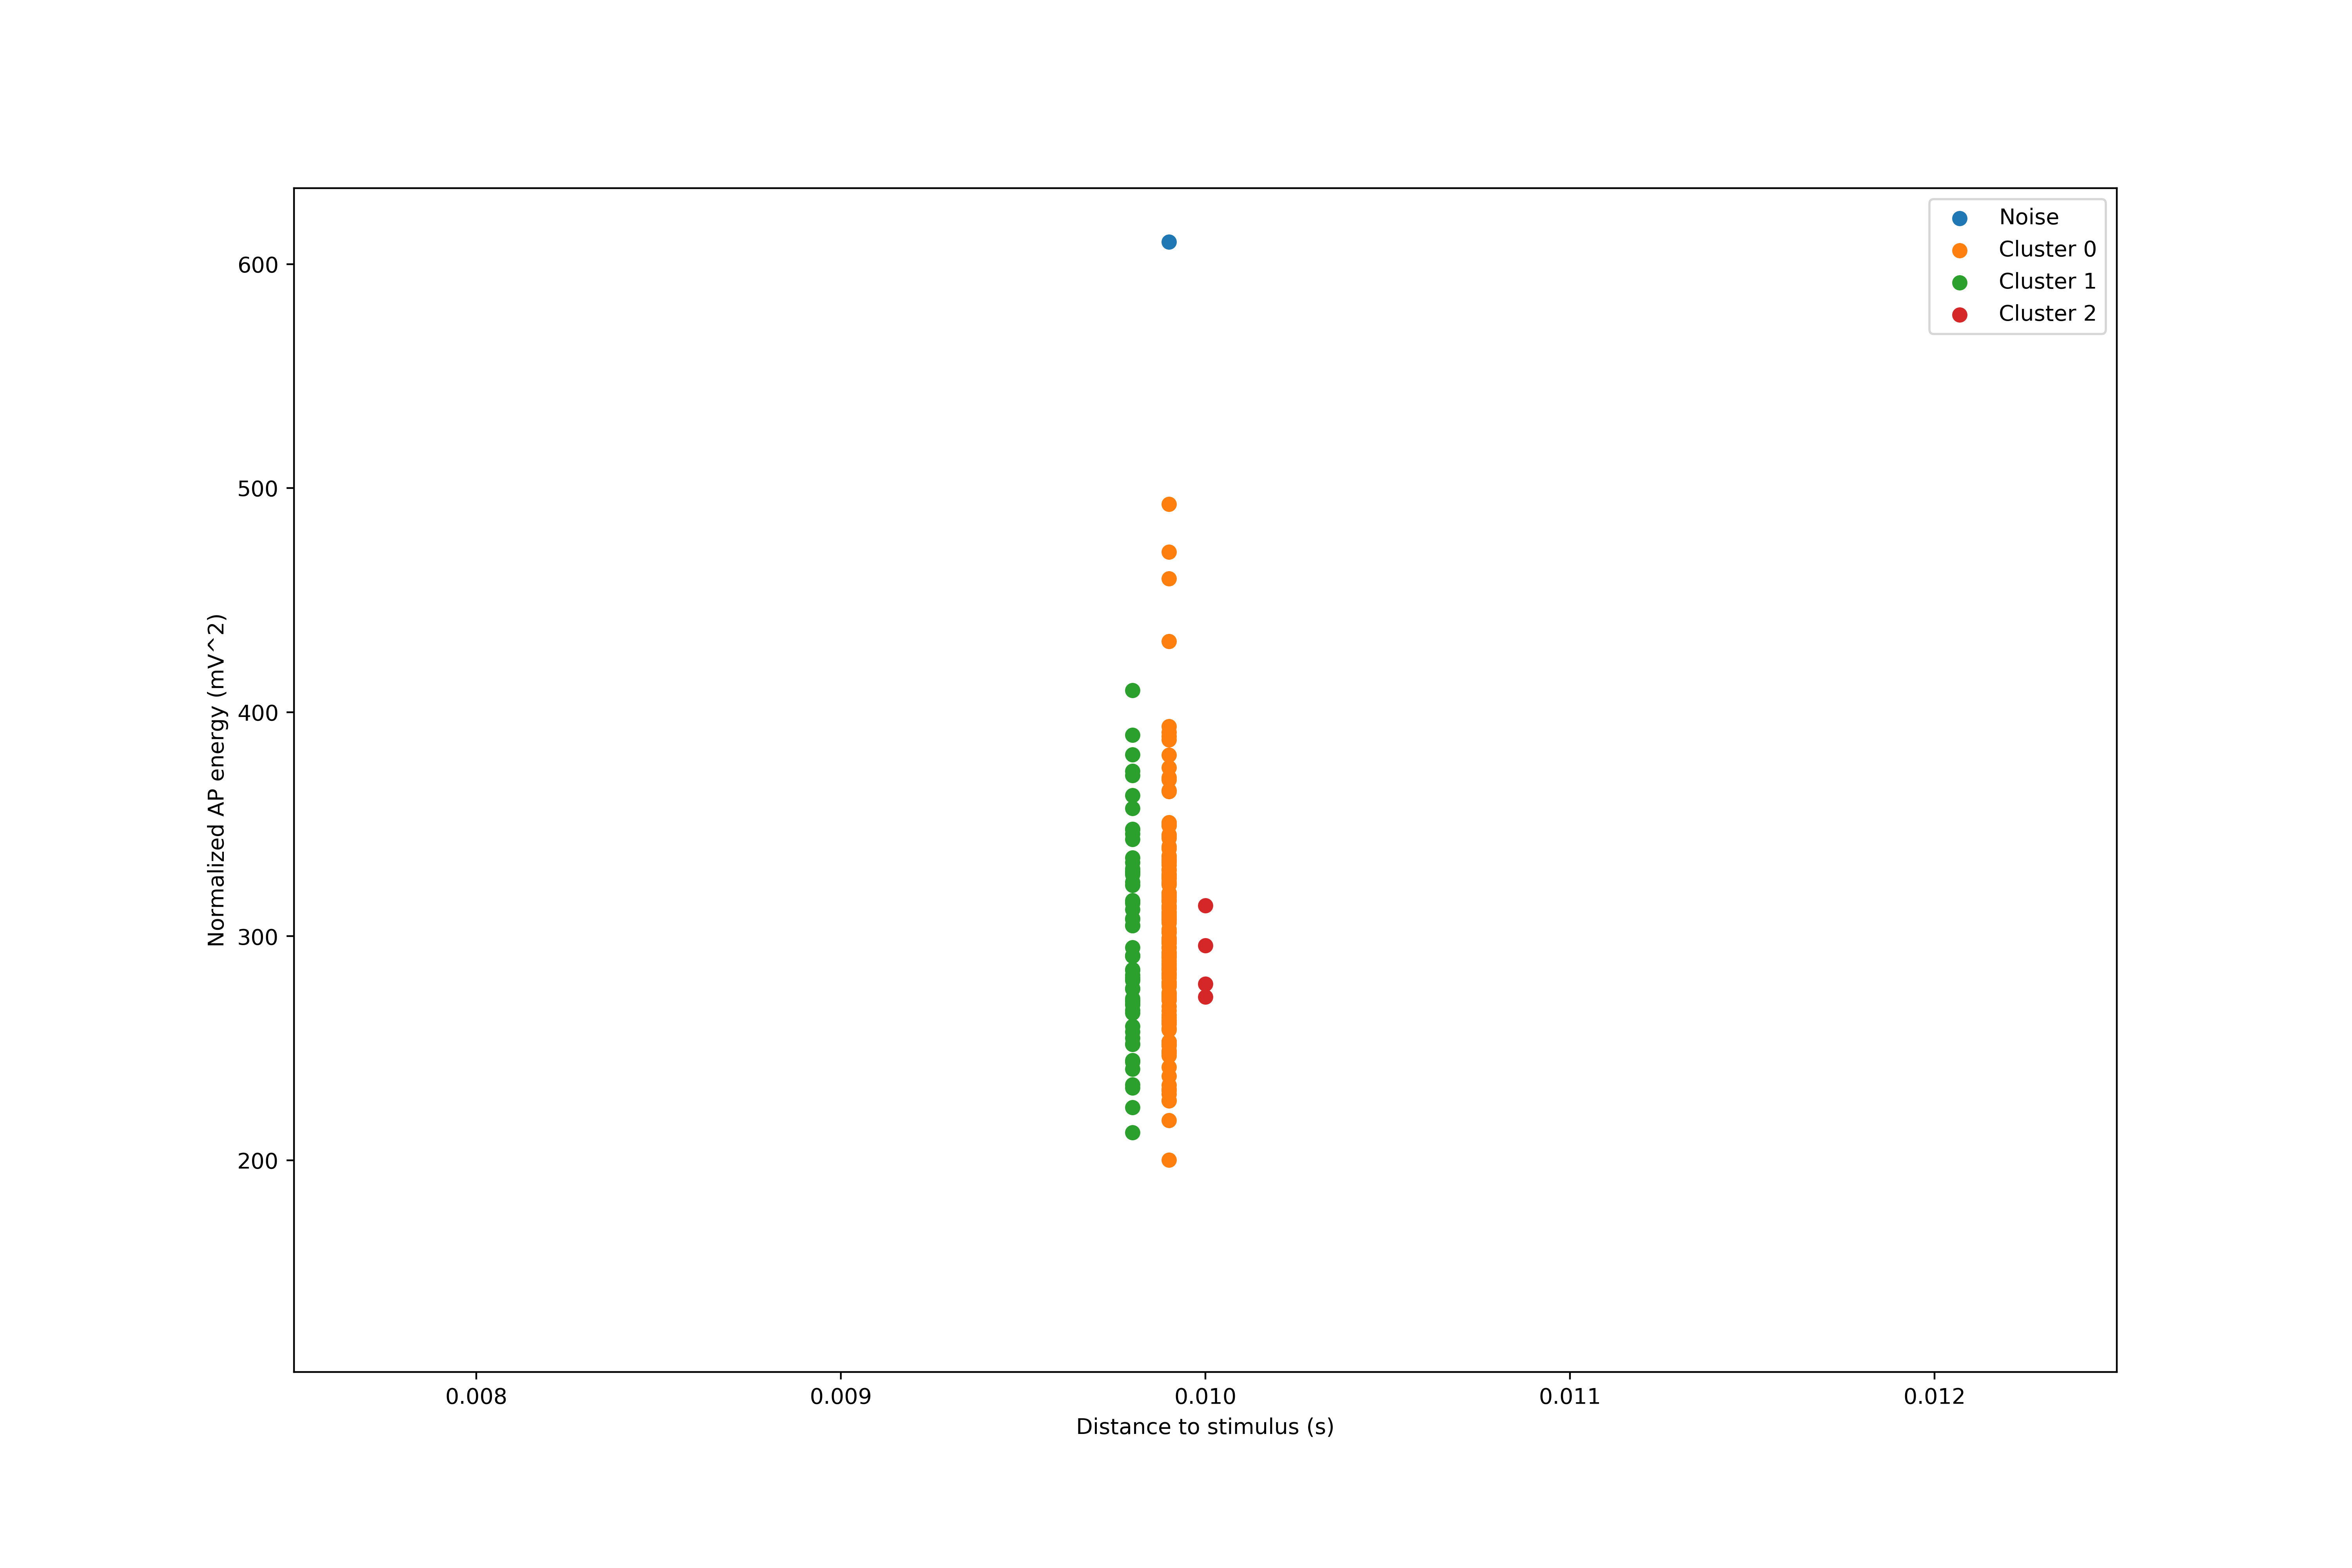 Noise
Cluster 0
Cluster 1
Cluster 2
600
500
400
300
200
Normalized AP energy (mV^2)
0.008
0.009
0.010
0.011
0.012
Distance to stimulus (s)